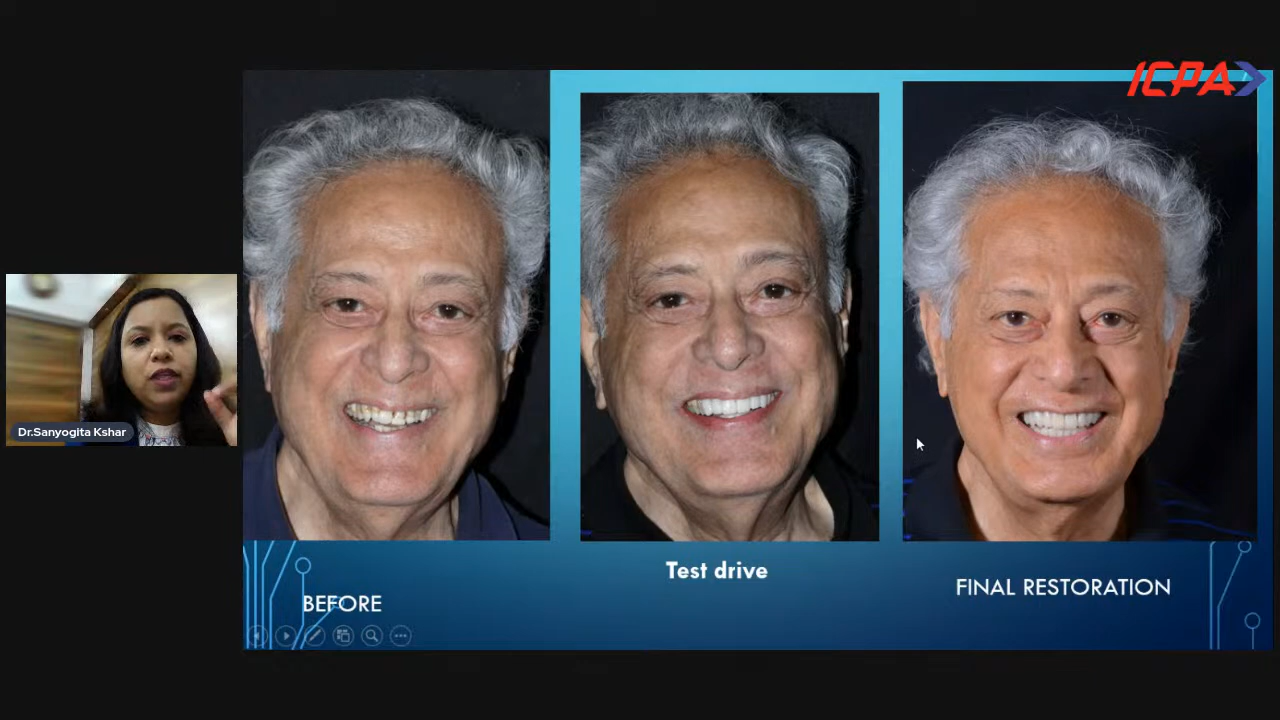 ICPA
Dr.Sanyogita Kshar
Test drive
FINAL RESTORATION
BEFORE